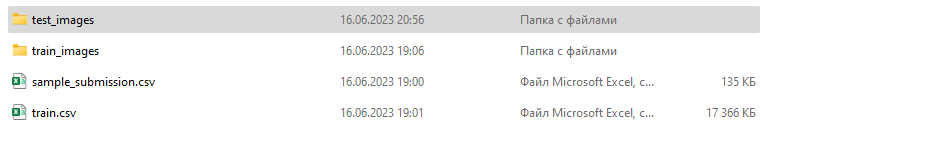 test_images 16.06.2023 20:56 Папка с файлами
train_images 16.06.2023 19:06 Папка с файлами
sample_submission.csv 16.06.2023 19:00 Файл Microsoft Excel, с... 135 КБ
train.csv 16.06.2023 19:01 Файл Microsoft Excel, с... 17 366 КБ